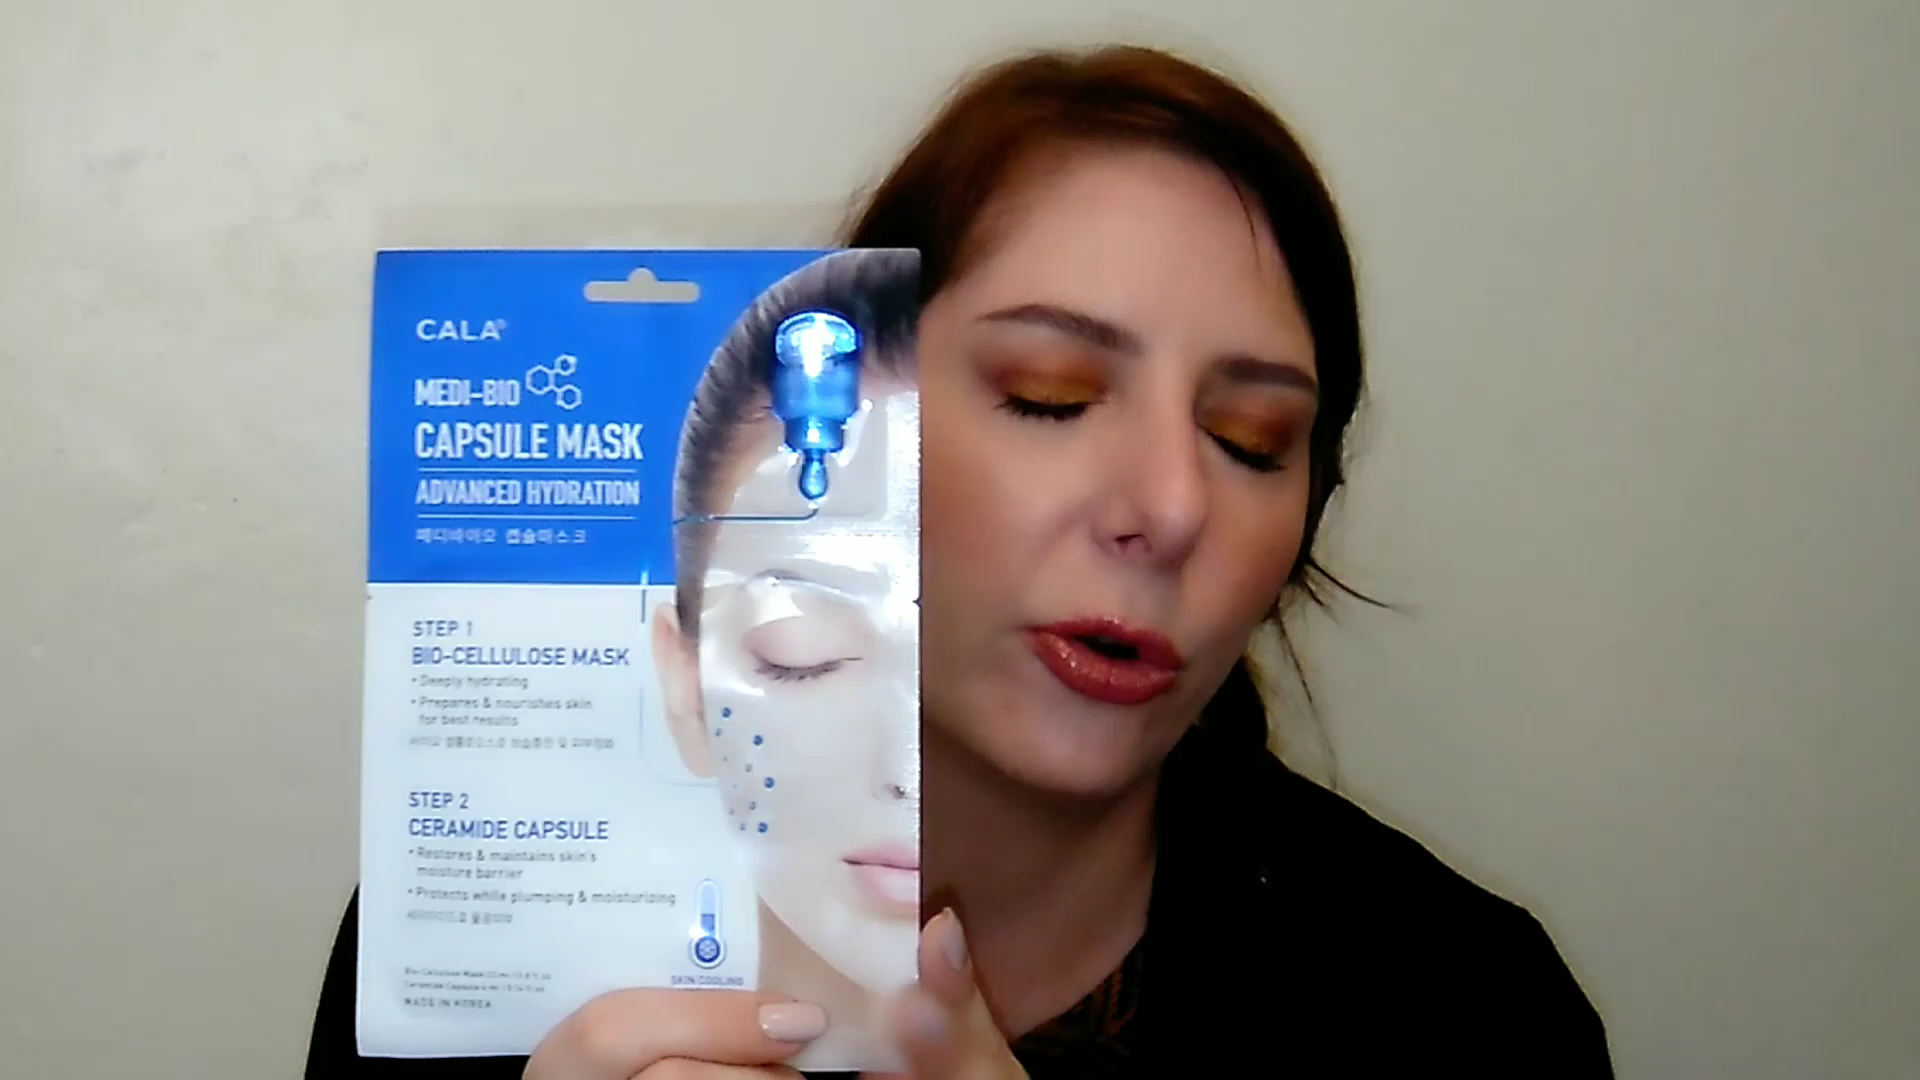 CALA®
MEDI-BIO
CAPSULE MASK
ADVANCED HYDRATION
메디바이오 캡슐마스크
STEP 1
BIO-CELLULOSE MASK
• Deeply hydrating
• Prepares & nourishes skin
for best results
STEP 2
CERAMIDE CAPSULE
• Restores & maintains skin's
moisture barrier
• Protects while plumping & moisturizing
SKIN COOLING
MADE IN KOREA